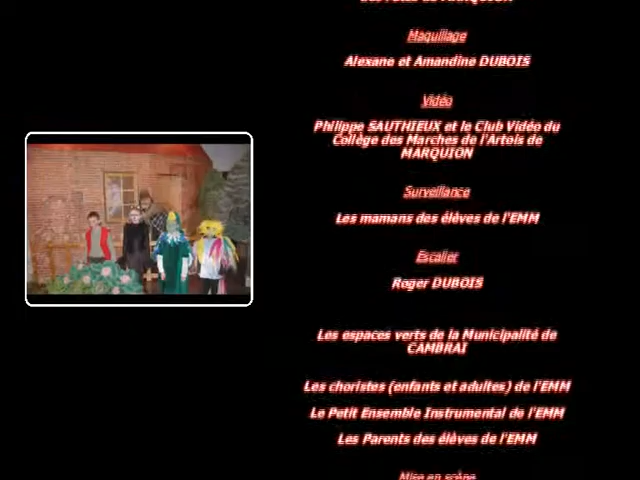 Maquillage
Alexane et Amandine DUBOIS
Vidéo
Philippe SAUTHIEUX et le Club Vidéo du
Collège des Marches de l'Artois de
MARQUION
Surveillance
Les mamans des élèves de l'EMM
Escalier
Roger DUBOIS
Les espaces verts de la Municipalité de
CAMBRAI
Les choristes (enfants et adultes) de l'EMM
Le Petit Ensemble Instrumental de l'EMM
Les Parents des élèves de l'EMM
Mise en scène